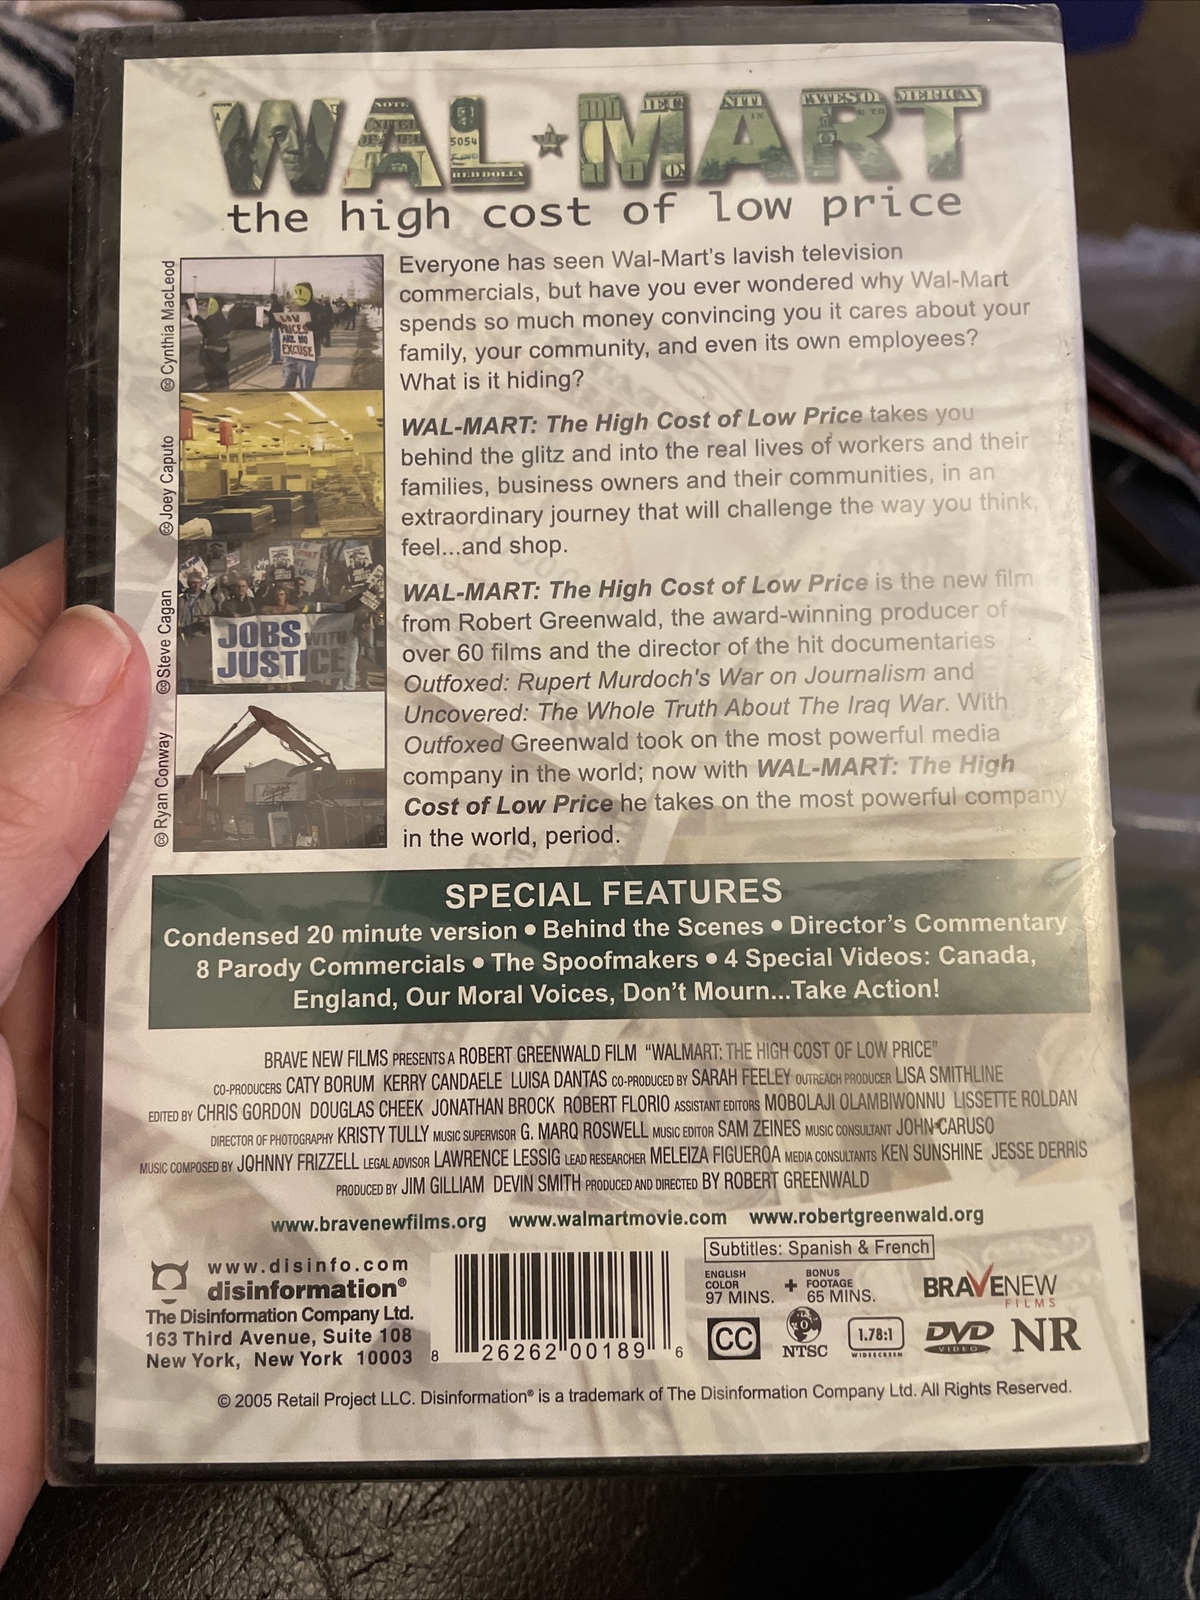 WAL★MART
the high cost of low price
Everyone has seen Wal-Mart's lavish television
commercials, but have you ever wondered why Wal-Mart
spends so much money convincing you it cares about your
family, your community, and even its own employees?
What is it hiding?
WAL-MART: The High Cost of Low Price takes you
behind the glitz and into the real lives of workers and their
families, business owners and their communities, in an
extraordinary journey that will challenge the way you think,
feel...and shop.
WAL-MART: The High Cost of Low Price is the new film
from Robert Greenwald, the award-winning producer of
over 60 films and the director of the hit documentaries
Outfoxed: Rupert Murdoch's War on Journalism and
Uncovered: The Whole Truth About The Iraq War. With
Outfoxed Greenwald took on the most powerful media
company in the world; now with WAL-MART: The High
Cost of Low Price he takes on the most powerful company
in the world, period.
Cynthia MacLeod
LOW
PRICES
ARE NO
EXCUSE
Joey Caputo
Steve Cagan
JOBS WITH
JUSTICE
Ryan Conway
SPECIAL FEATURES
Condensed 20 minute version • Behind the Scenes • Director's Commentary
8 Parody Commercials • The Spoofmakers • 4 Special Videos: Canada,
England, Our Moral Voices, Don't Mourn...Take Action!
BRAVE NEW FILMS PRESENTS A ROBERT GREENWALD FILM "WALMART: THE HIGH COST OF LOW PRICE"
CO-PRODUCERS CATY BORUM KERRY CANDAELE LUISA DANTAS CO-PRODUCED BY SARAH FEELEY OUTREACH PRODUCER LISA SMITHLINE
EDITED BY CHRIS GORDON DOUGLAS CHEEK JONATHAN BROCK ROBERT FLORIO ASSISTANT EDITORS MOBOLAJI OLAMBIWONNU LISSETTE ROLDAN
DIRECTOR OF PHOTOGRAPHY KRISTY TULLY MUSIC SUPERVISOR G. MARQ ROSWELL MUSIC EDITOR SAM ZEINES MUSIC CONSULTANT JOHN CARUSO
MUSIC COMPOSED BY JOHNNY FRIZZELL LEGAL ADVISOR LAWRENCE LESSIG LEAD RESEARCHER MELEIZA FIGUEROA MEDIA CONSULTANTS KEN SUNSHINE JESSE DERRIS
PRODUCED BY JIM GILLIAM DEVIN SMITH PRODUCED AND DIRECTED BY ROBERT GREENWALD
www.bravenewfilms.org www.walmartmovie.com www.robertgreenwald.org
www.disinfo.com
disinformation®
The Disinformation Company Ltd.
163 Third Avenue, Suite 108
New York, New York 10003
8 26262 00189 6
Subtitles: Spanish & French
ENGLISH
COLOR
97 MINS.
+
BONUS
FOOTAGE
65 MINS.
BRAVENEW
FILMS
CC
NTSC
1.78:1
WIDESCREEN
DVD
VIDEO
NR
© 2005 Retail Project LLC. Disinformation® is a trademark of The Disinformation Company Ltd. All Rights Reserved.